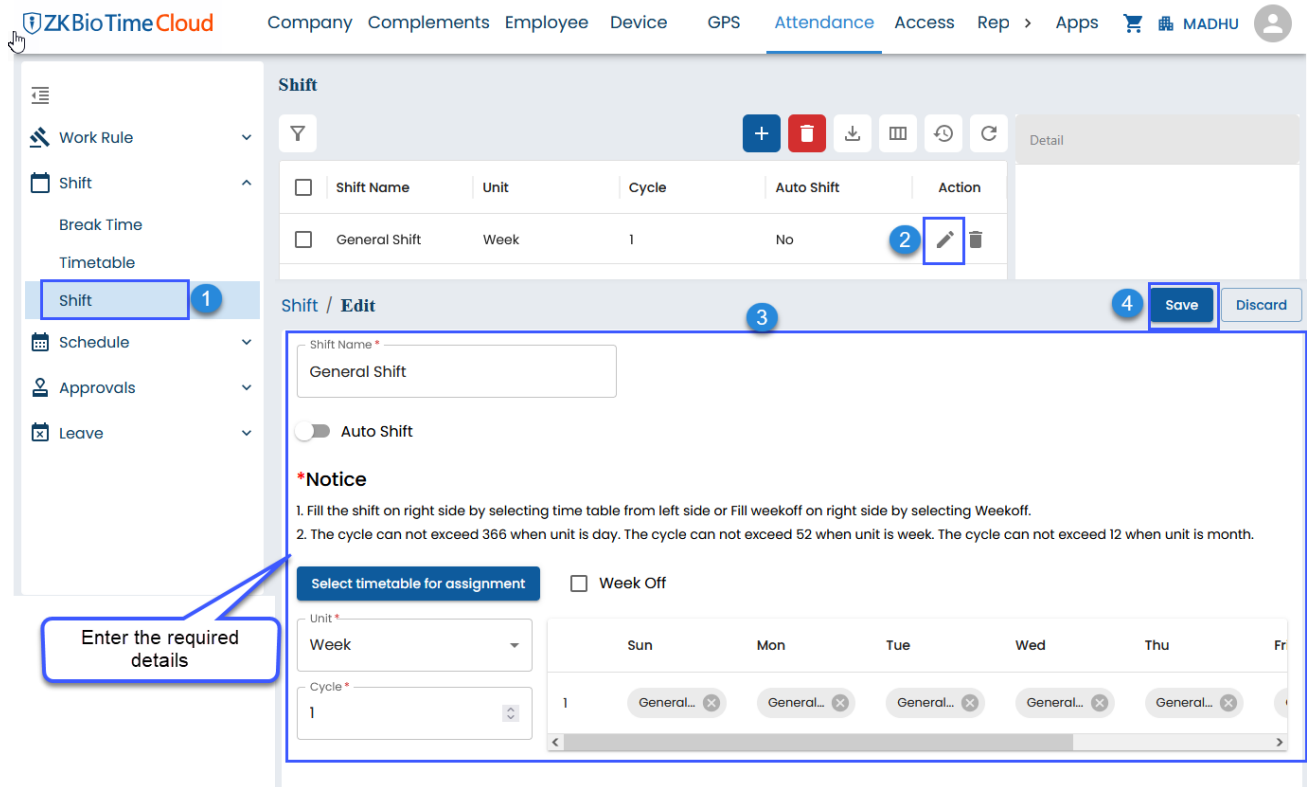 ZKBioTime Cloud
Company Complements Employee Device GPS Attendance Access Rep Apps MADHU
Shift
Work Rule
Shift
Break Time
Timetable
Shift
1
Schedule
Approvals
Leave
Detail
Shift Name Unit Cycle Auto Shift Action
General Shift Week 1 No
2
Shift / Edit
3
4
Save
Discard
Shift Name *
General Shift
Auto Shift
*Notice
1. Fill the shift on right side by selecting time table from left side or Fill weekoff on right side by selecting Weekoff.
2. The cycle can not exceed 366 when unit is day. The cycle can not exceed 52 when unit is week. The cycle can not exceed 12 when unit is month.
Select timetable for assignment
Week Off
Enter the required
details
Unit *
Week
Cycle *
1
Sun Mon Tue Wed Thu Fr
1 General... General... General... General... General...